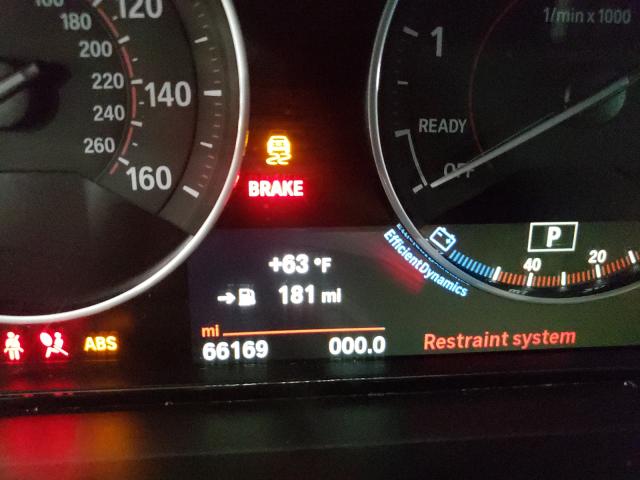 120
160
180
200
220
240
260
140
160
BRAKE
1/min x 1000
1
READY
OFF
EfficientDynamics
P
40
20
+63 °F
181 mi
mi
66169 000.0
ABS
Restraint system